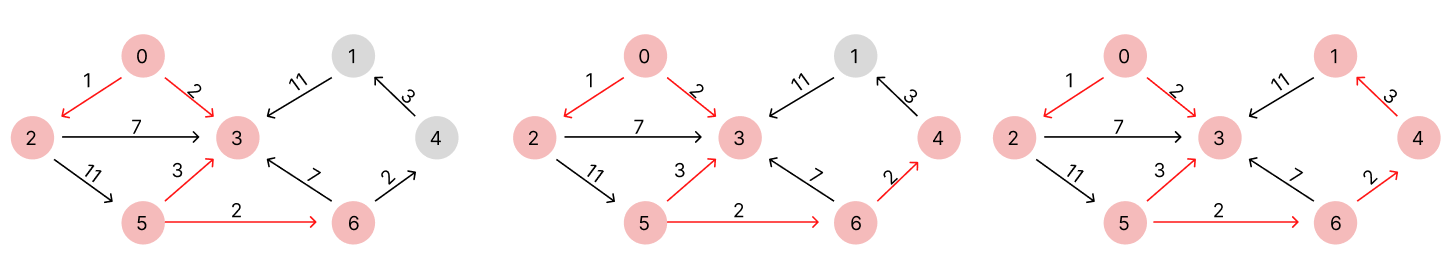 0 1 0 1 0 1
1 2 11 3 1 2 11 3 1 2 11 3
2 7 3 4 2 7 3 4 2 7 3 4
11 3 7 2 11 3 7 2 11 3 7 2
5 2 6 5 2 6 5 2 6